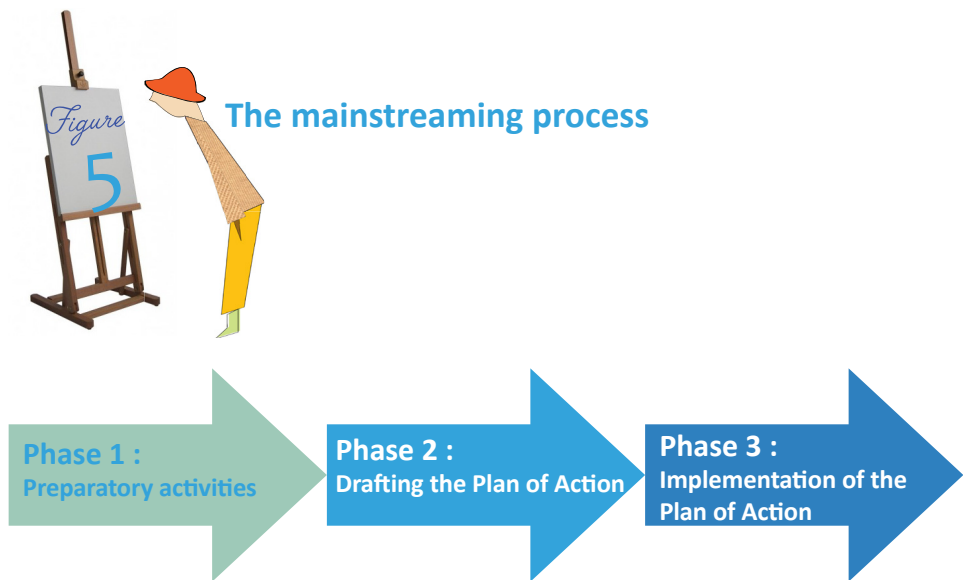 Figure
5
The mainstreaming process
Phase 1 :
Preparatory activities
Phase 2 :
Drafting the Plan of Action
Phase 3 :
Implementation of the
Plan of Action